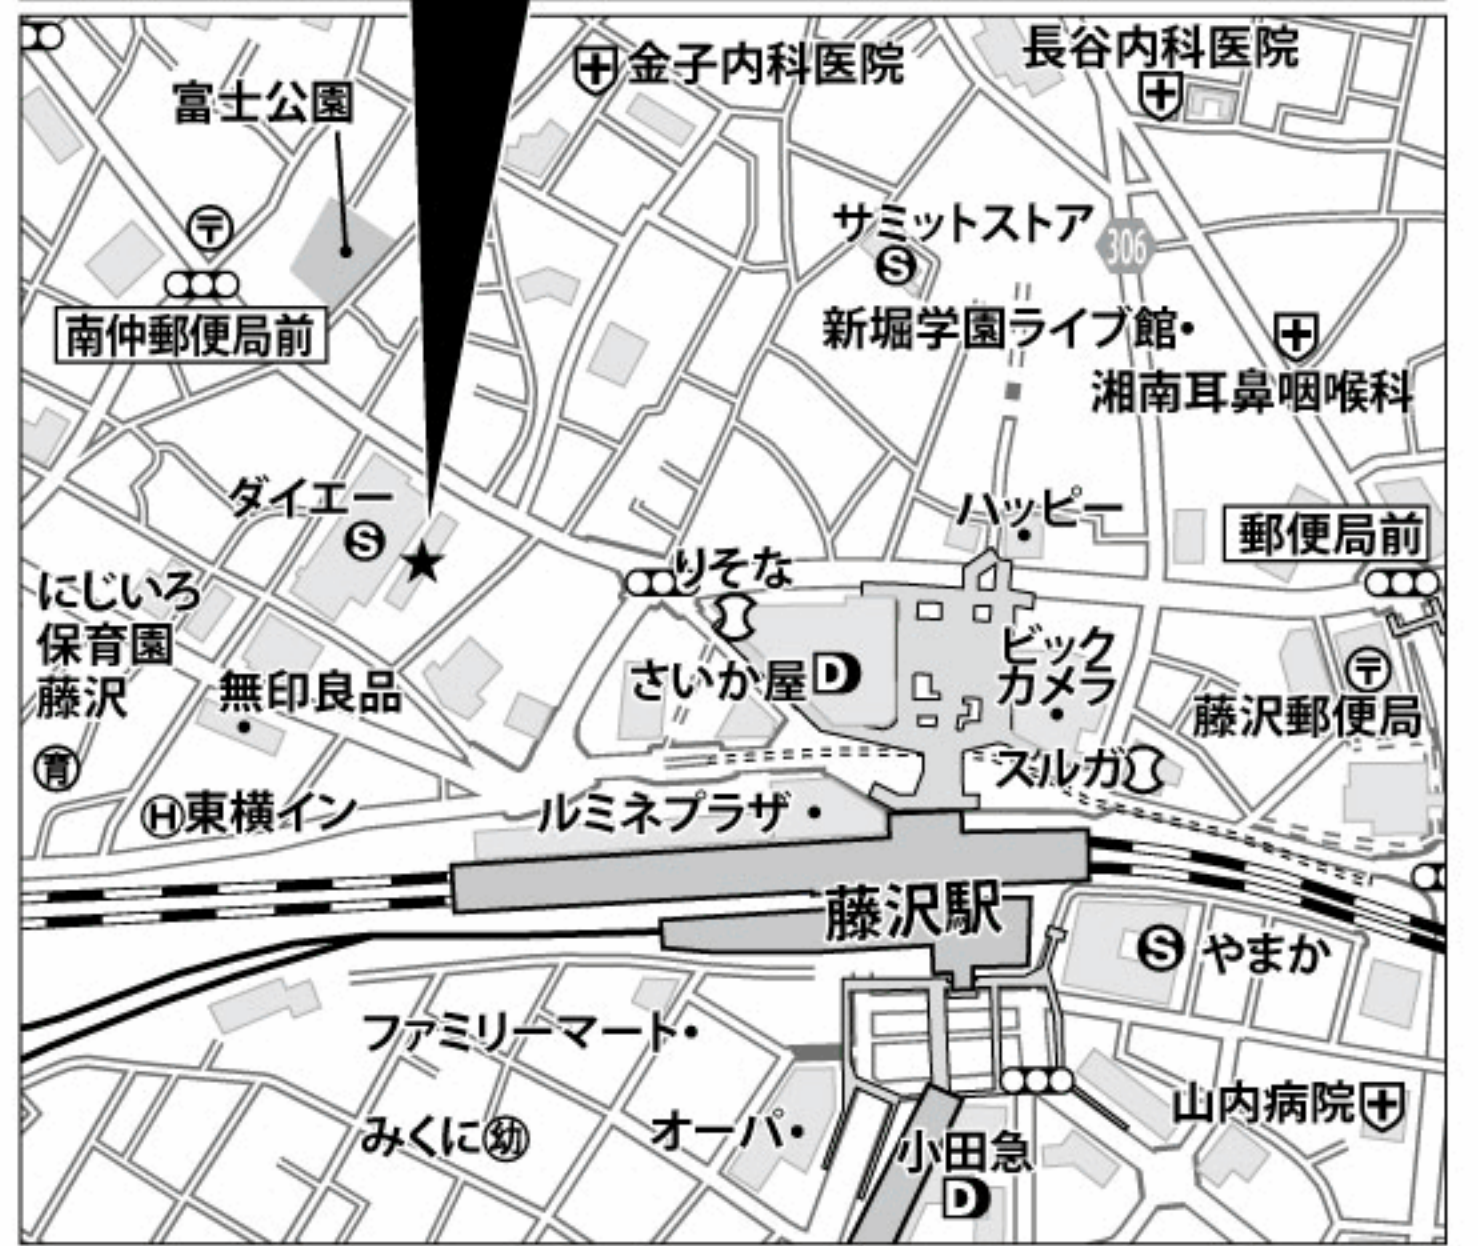 金子内科医院
長谷内科医院
富士公園
〒
サミットストア
S
306
南仲郵便局前
新堀学園ライブ館
湘南耳鼻咽喉科
ダイエー
S
ハッピー
郵便局前
りそな
にじいろ
保育園
藤沢
育
無印良品
さいか屋
D
ビック
カメラ
〒
藤沢郵便局
スルガ
H東横イン
ルミネプラザ
藤沢駅
S
やまか
ファミリーマート
みくに幼
オーパ
小田急
D
山内病院